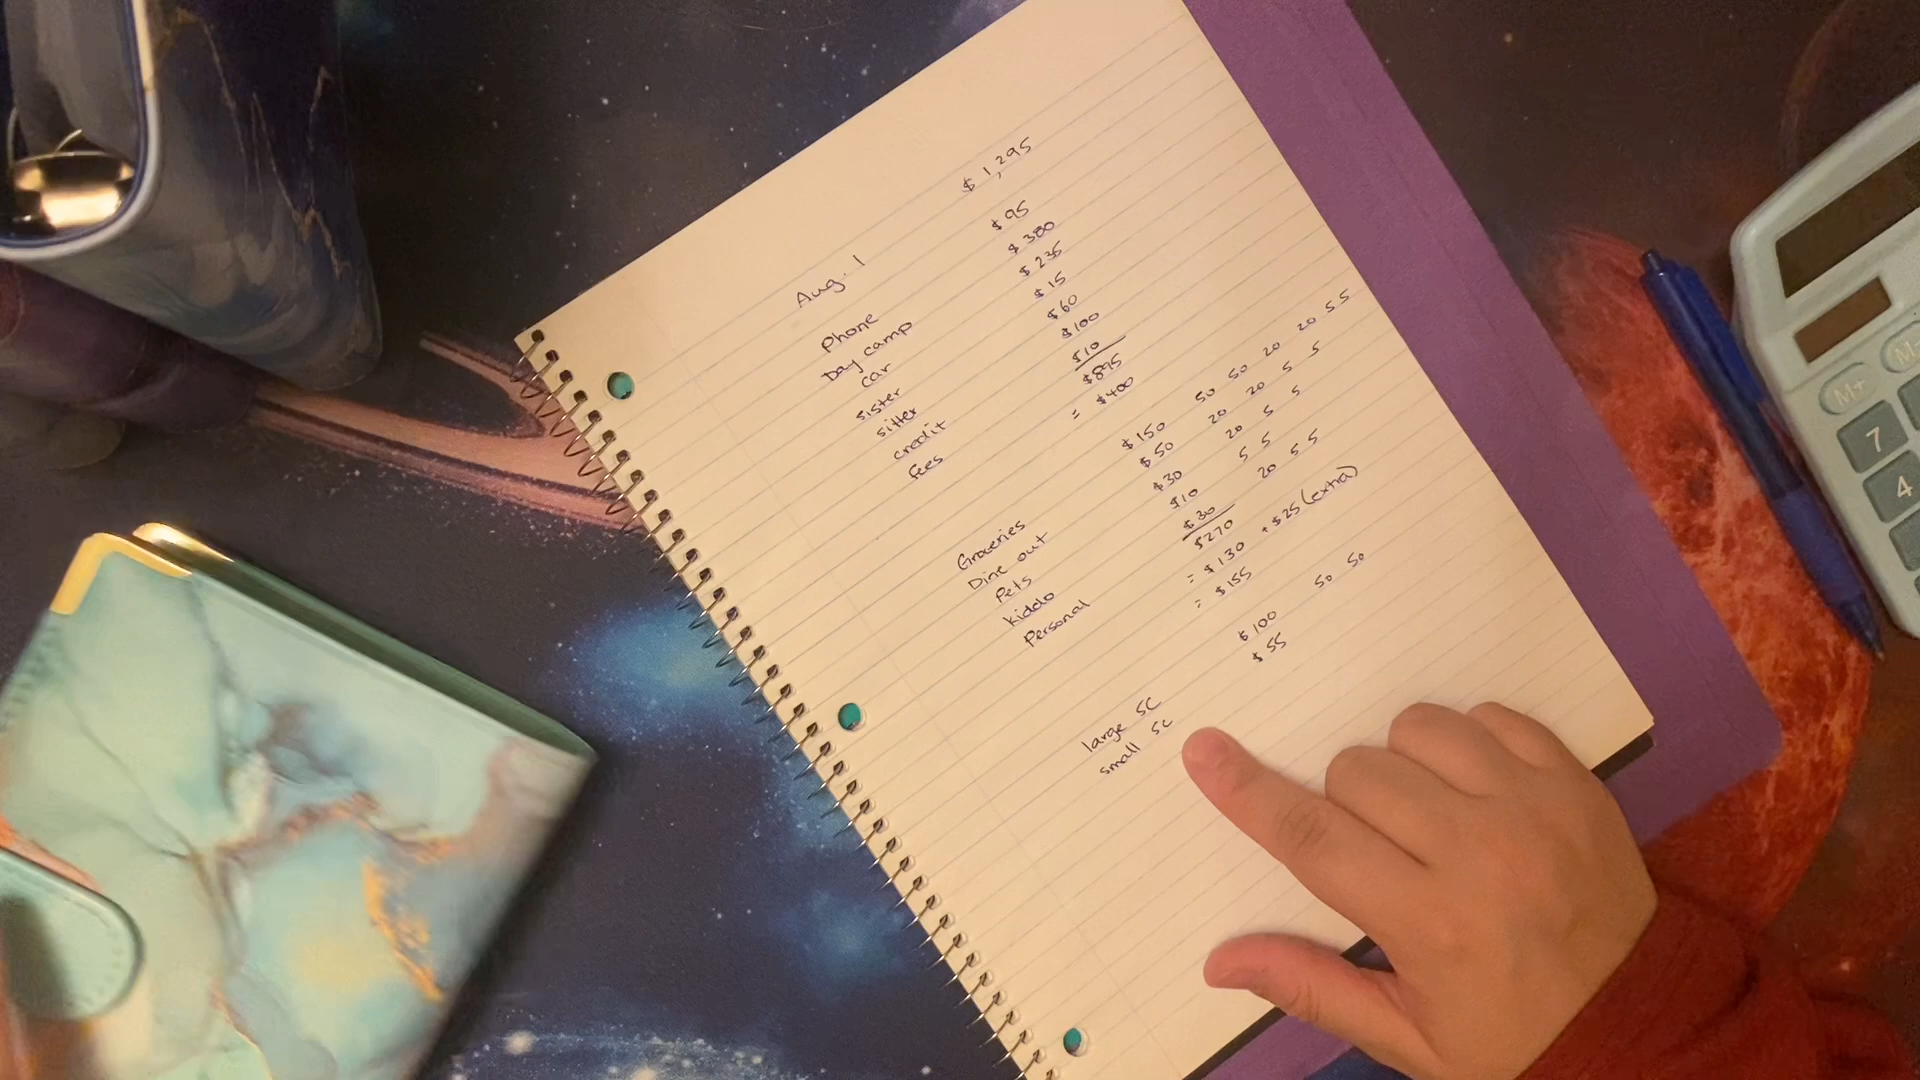 Aug. 1 $1,295
Phone $95
Day camp $380
car $235
sister $15
sitter $60
credit $100
fees $10
$895
= $400
Groceries $150 50 50 20 20 5 5
Dine out $50 20 20 5 5
Pets $30 20 5 5
Kiddo $10 5 5
Personal $30 20 5 5
$270
= $130 + $25 (extra)
= $155
large SC $100 50 50
small SC $55
M+ M-
7
4